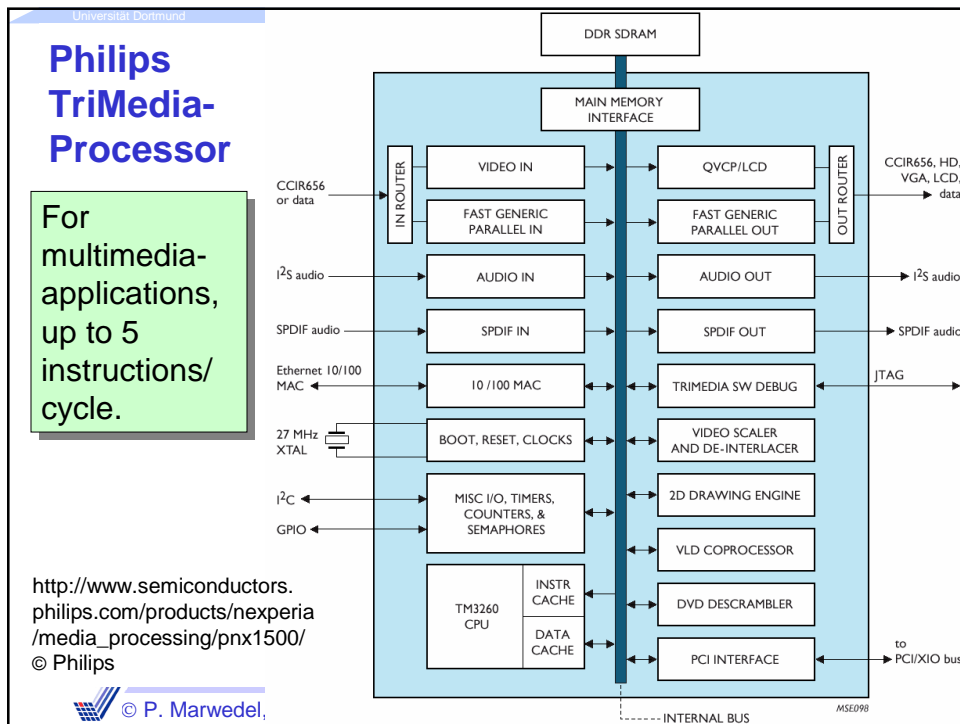 Universität Dortmund
Philips
TriMedia-
Processor
For
multimedia-
applications,
up to 5
instructions/
cycle.
http://www.semiconductors.
philips.com/products/nexperia
/media_processing/pnx1500/
© Philips
© P. Marwedel,
DDR SDRAM
MAIN MEMORY
INTERFACE
CCIR656
or data
IN ROUTER
VIDEO IN
QVCP/LCD
OUT ROUTER
CCIR656, HD,
VGA, LCD,
data
FAST GENERIC
PARALLEL IN
FAST GENERIC
PARALLEL OUT
I2S audio
AUDIO IN
AUDIO OUT
I2S audio
SPDIF audio
SPDIF IN
SPDIF OUT
SPDIF audio
Ethernet 10/100
MAC
10 /100 MAC
TRIMEDIA SW DEBUG
JTAG
27 MHz
XTAL
BOOT, RESET, CLOCKS
VIDEO SCALER
AND DE-INTERLACER
I2C
GPIO
MISC I/O, TIMERS,
COUNTERS, &
SEMAPHORES
2D DRAWING ENGINE
VLD COPROCESSOR
TM3260
CPU
INSTR
CACHE
DATA
CACHE
DVD DESCRAMBLER
PCI INTERFACE
to
PCI/XIO bus
MSE098
INTERNAL BUS